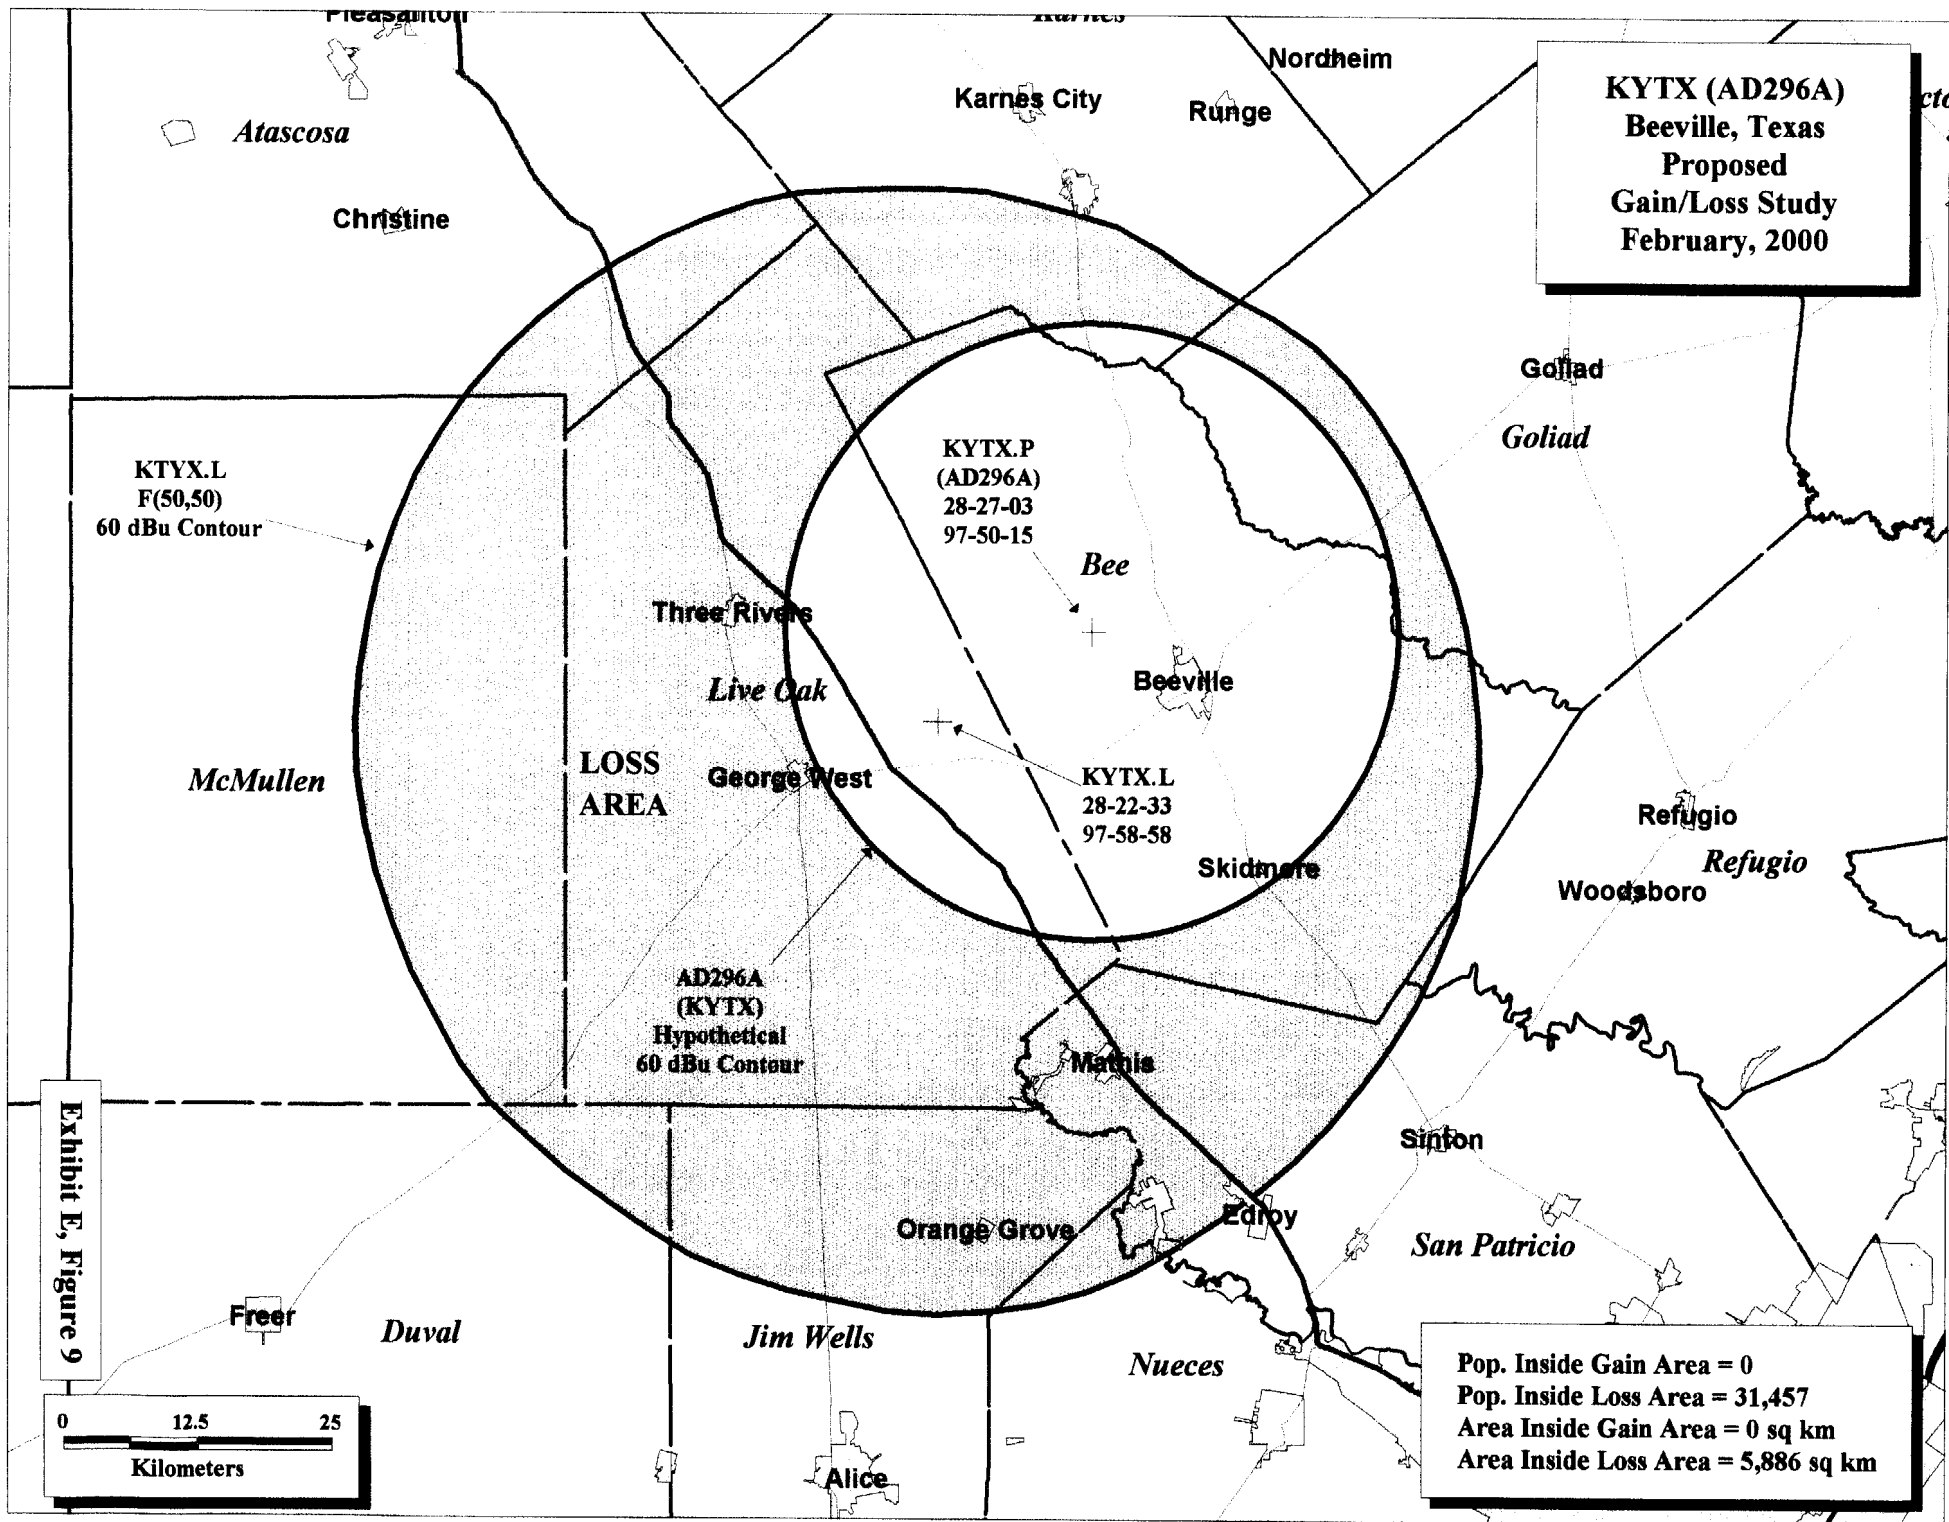 Pleasanton
Karnes
Nordheim
Karnes City
Runge
Atascosa
Christine
KYTX (AD296A)
Beeville, Texas
Proposed
Gain/Loss Study
February, 2000
Goliad
Goliad
KTYX.L
F(50,50)
60 dBu Contour
KYTX.P
(AD296A)
28-27-03
97-50-15
Bee
Three Rivers
Live Oak
Beeville
McMullen
LOSS
AREA
George West
KYTX.L
28-22-33
97-58-58
Skidmore
Refugio
Refugio
Woodsboro
AD296A
(KYTX)
Hypothetical
60 dBu Contour
Mathis
Sinton
Exhibit E, Figure 9
Orange Grove
Edroy
San Patricio
Freer
Duval
Jim Wells
Nueces
Alice
0 12.5 25
Kilometers
Pop. Inside Gain Area = 0
Pop. Inside Loss Area = 31,457
Area Inside Gain Area = 0 sq km
Area Inside Loss Area = 5,886 sq km